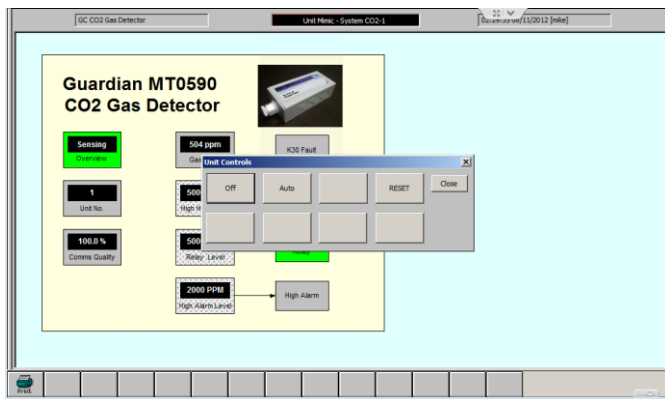 GC CO2 Gas Detector
Unit Mimic - System CO2-1
/11/2012 [mike]
Guardian MT0590
CO2 Gas Detector
Sensing
Overview
504 ppm
K30 Fault
Unit Controls
Off
Auto
RESET
Close
1
Unit No.
100.0 %
Comms Quality
Relay Level
Relay
2000 PPM
High Alarm Level
High Alarm
Print